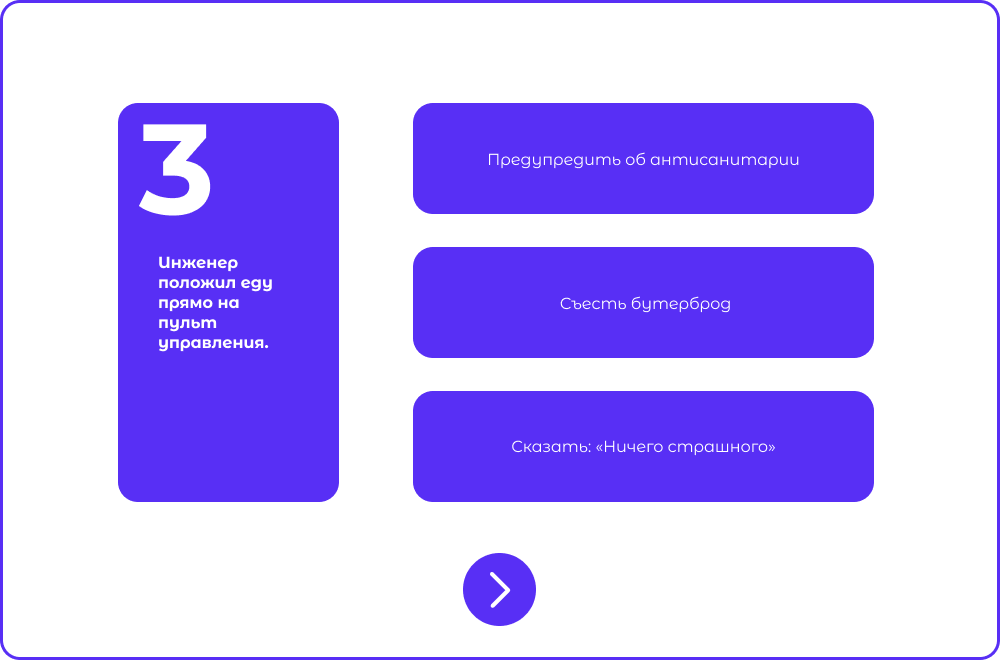 3
Инженер
положил еду
прямо на
пульт
управления.
Предупредить об антисанитарии
Съесть бутерброд
Сказать: «Ничего страшного»